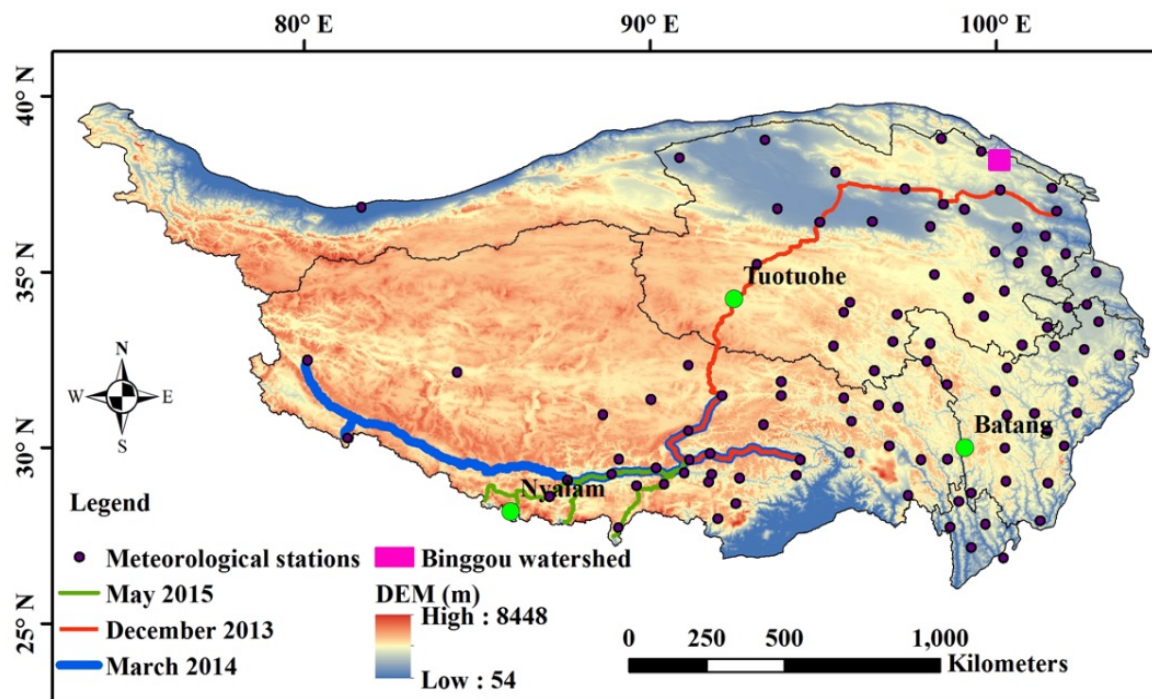 80° E 90° E 100° E
40° N
35° N
30° N
25° N
Tuotuohe
Batang
Nyalam
N
W E
S
Legend
Meteorological stations
May 2015
December 2013
March 2014
Binggou watershed
DEM (m)
High : 8448
Low : 54
0 250 500 1,000
Kilometers